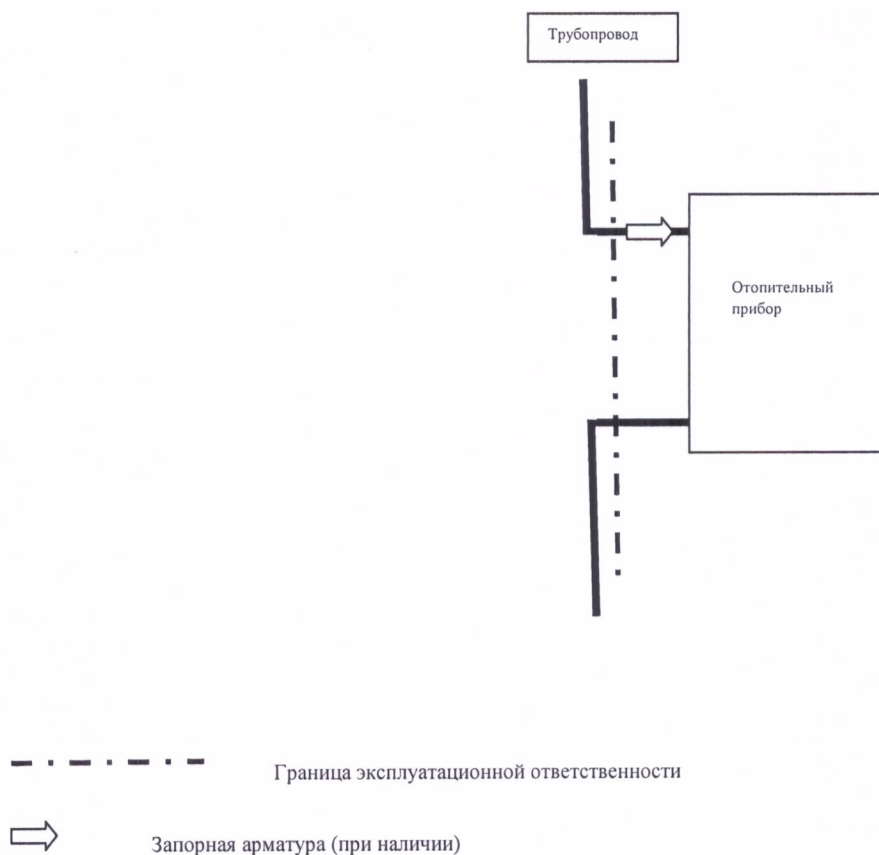 Трубопровод
Отопительный
прибор
Граница эксплуатационной ответственности
Запорная арматура (при наличии)